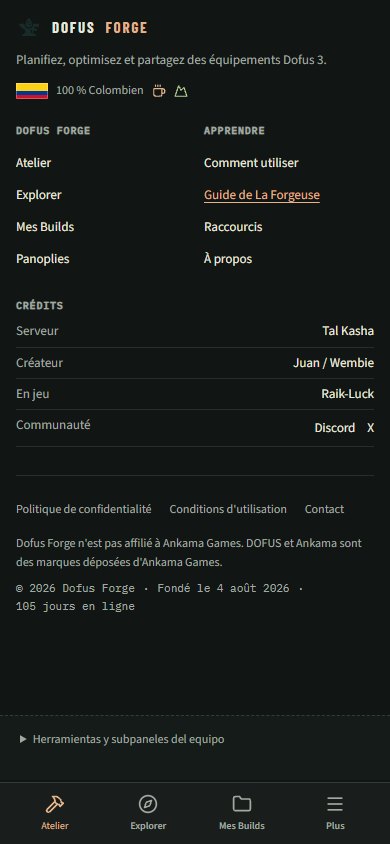 DOFUS FORGE
Planifiez, optimisez et partagez des équipements Dofus 3.
100 % Colombien
DOFUS FORGE
Atelier
Explorer
Mes Builds
Panoplies
APPRENDRE
Comment utiliser
Guide de La Forgeuse
Raccourcis
À propos
CRÉDITS
Serveur Tal Kasha
Créateur Juan / Wembie
En jeu Raik-Luck
Communauté Discord X
Politique de confidentialité Conditions d'utilisation Contact
Dofus Forge n'est pas affilié à Ankama Games. DOFUS et Ankama sont
des marques déposées d'Ankama Games.
© 2026 Dofus Forge · Fondé le 4 août 2026 ·
105 jours en ligne
Herramientas y subpaneles del equipo
Atelier Explorer Mes Builds Plus